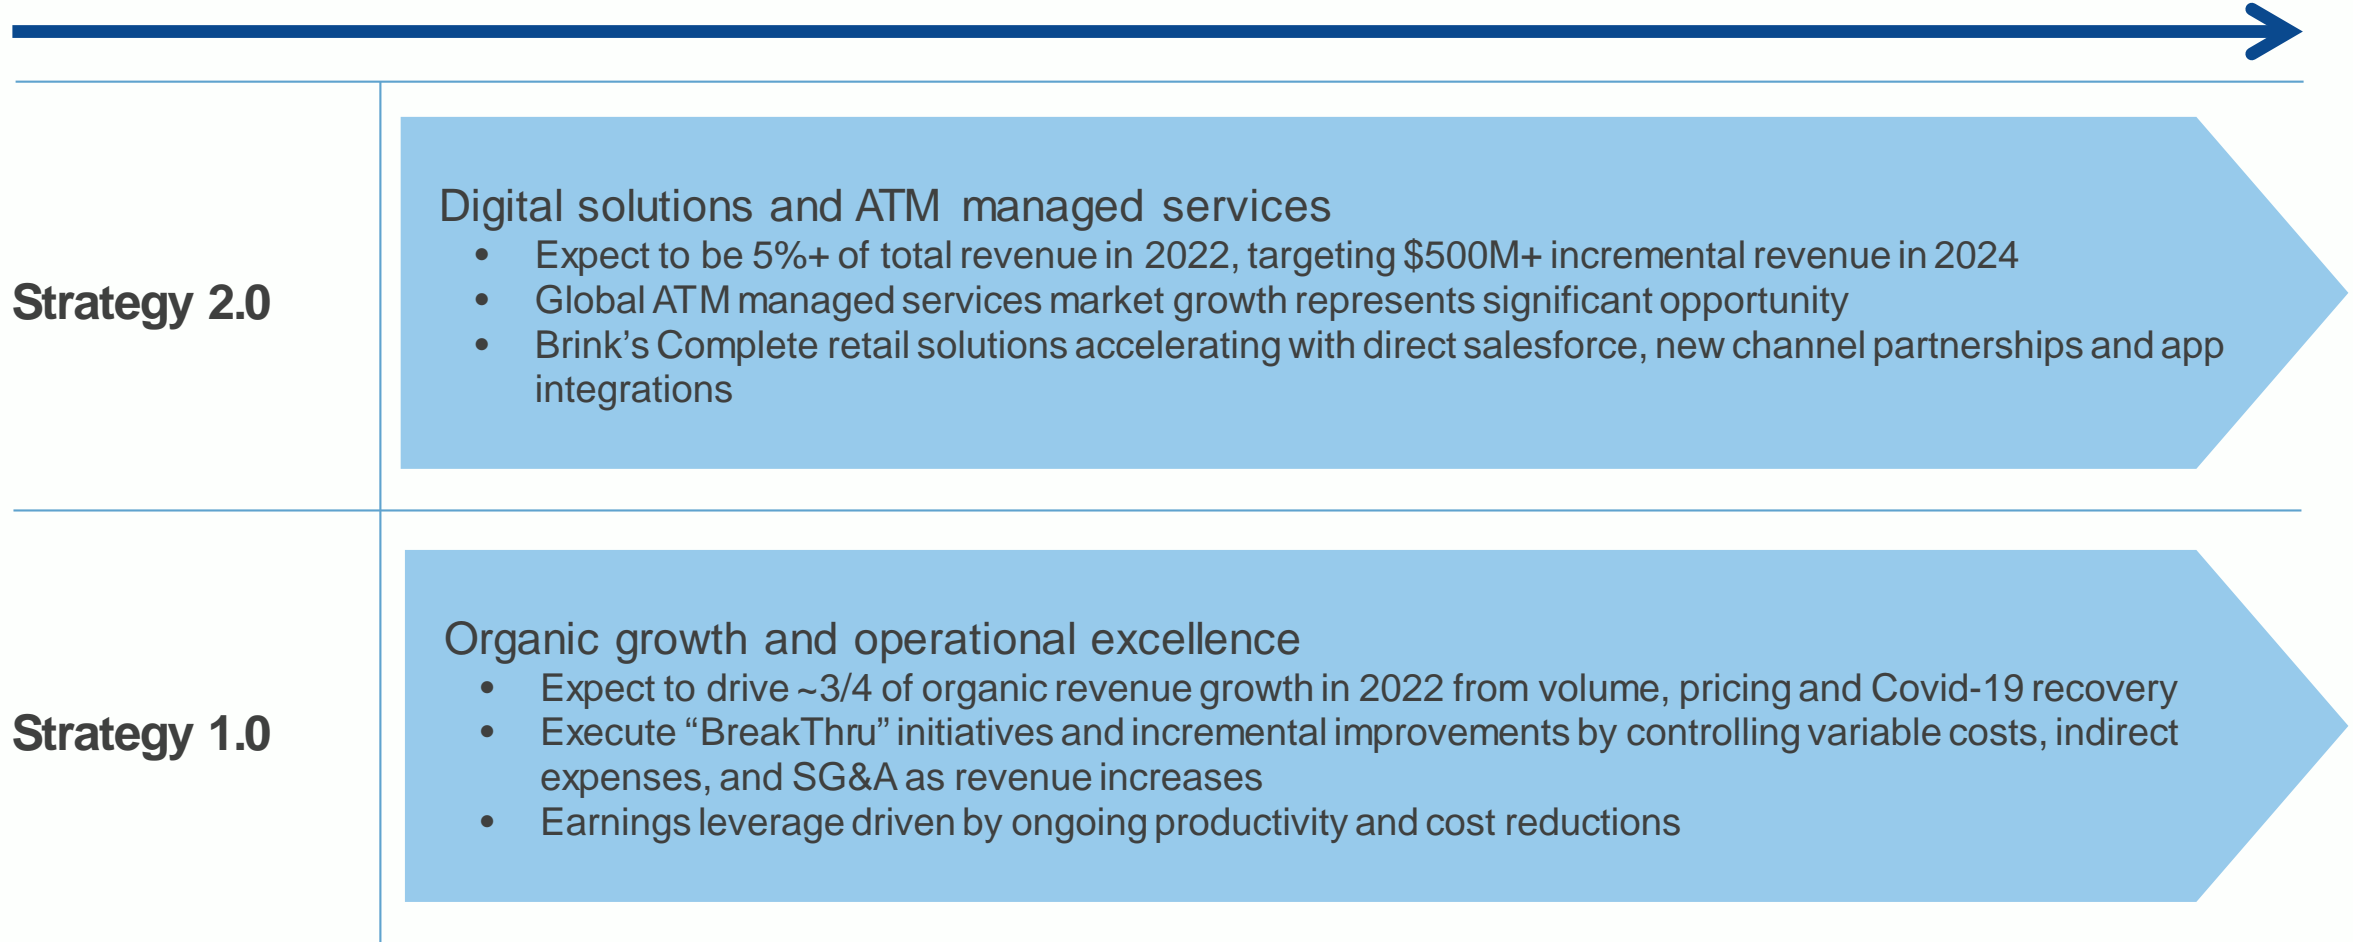 Strategy 2.0
Digital solutions and ATM managed services
• Expect to be 5%+ of total revenue in 2022, targeting $500M+ incremental revenue in 2024
• Global ATM managed services market growth represents significant opportunity
• Brink’s Complete retail solutions accelerating with direct salesforce, new channel partnerships and app
integrations
Strategy 1.0
Organic growth and operational excellence
• Expect to drive ~3/4 of organic revenue growth in 2022 from volume, pricing and Covid-19 recovery
• Execute “BreakThru” initiatives and incremental improvements by controlling variable costs, indirect
expenses, and SG&A as revenue increases
• Earnings leverage driven by ongoing productivity and cost reductions